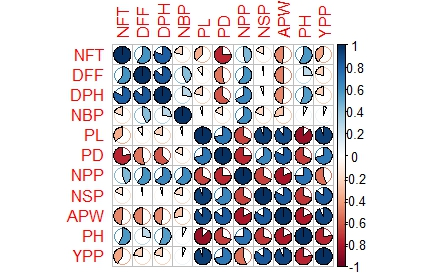 NFT DFF DPH NBP PL PD NPP NSP APW PH YPP
NFT
DFF
DPH
NBP
PL
PD
NPP
NSP
APW
PH
YPP
1
0.8
0.6
0.4
0.2
0
-0.2
-0.4
-0.6
-0.8
-1